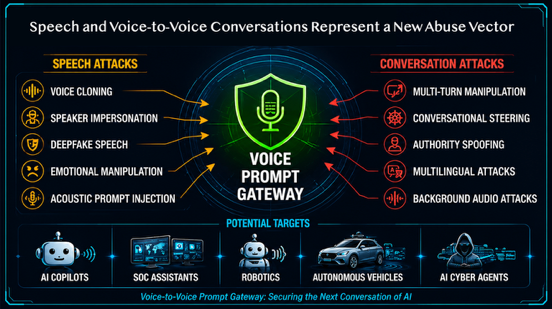 Speech and Voice-to-Voice Conversations Represent a New Abuse Vector
SPEECH ATTACKS
VOICE CLONING
SPEAKER IMPERSONATION
DEEPFAKE SPEECH
EMOTIONAL MANIPULATION
ACOUSTIC PROMPT INJECTION
VOICE
PROMPT
GATEWAY
CONVERSATION ATTACKS
MULTI-TURN MANIPULATION
CONVERSATIONAL STEERING
AUTHORITY SPOOFING
MULTILINGUAL ATTACKS
BACKGROUND AUDIO ATTACKS
POTENTIAL TARGETS
AI COPILOTS
SOC ASSISTANTS
ROBOTICS
AUTONOMOUS VEHICLES
AI CYBER AGENTS
Voice-to-Voice Prompt Gateway: Securing the Next Conversation of AI